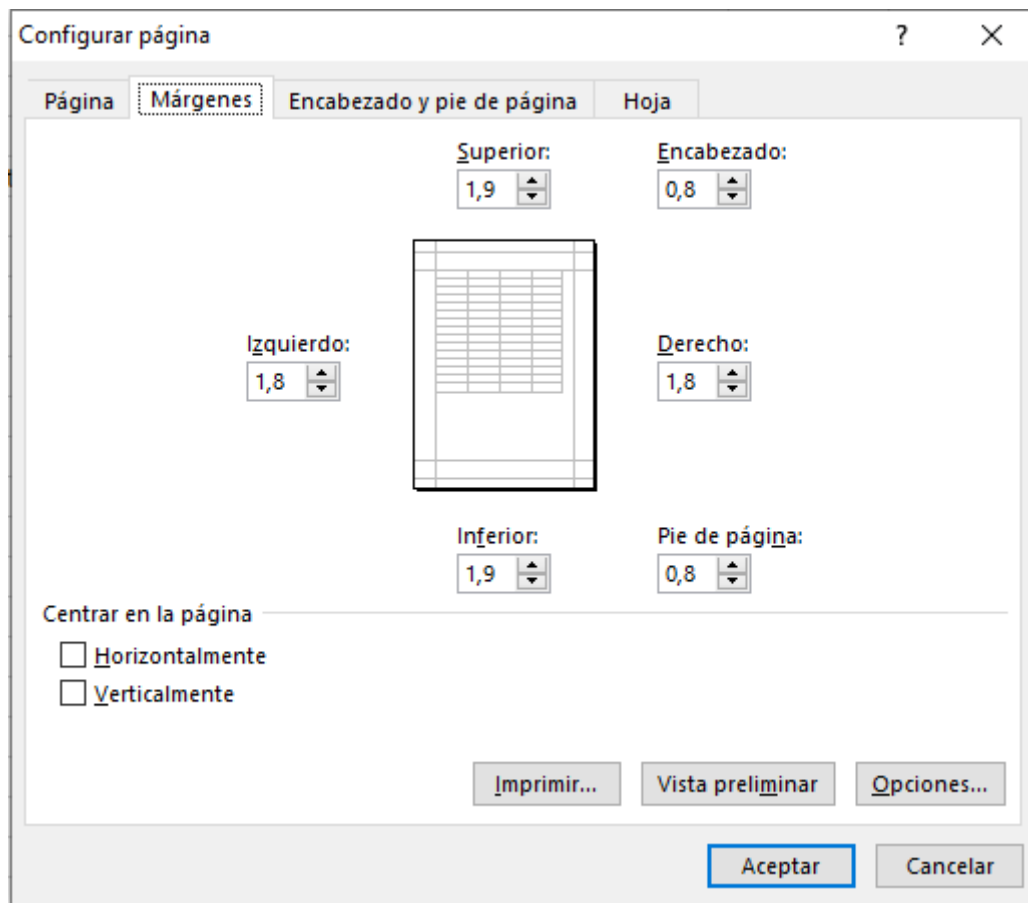 Configurar página ?
Página Márgenes Encabezado y pie de página Hoja
Superior: Encabezado:
1,9 0,8
Izquierdo: Derecho:
1,8 1,8
Inferior: Pie de página:
1,9 0,8
Centrar en la página
Horizontalmente
Verticalmente
Imprimir... Vista preliminar Opciones...
Aceptar Cancelar